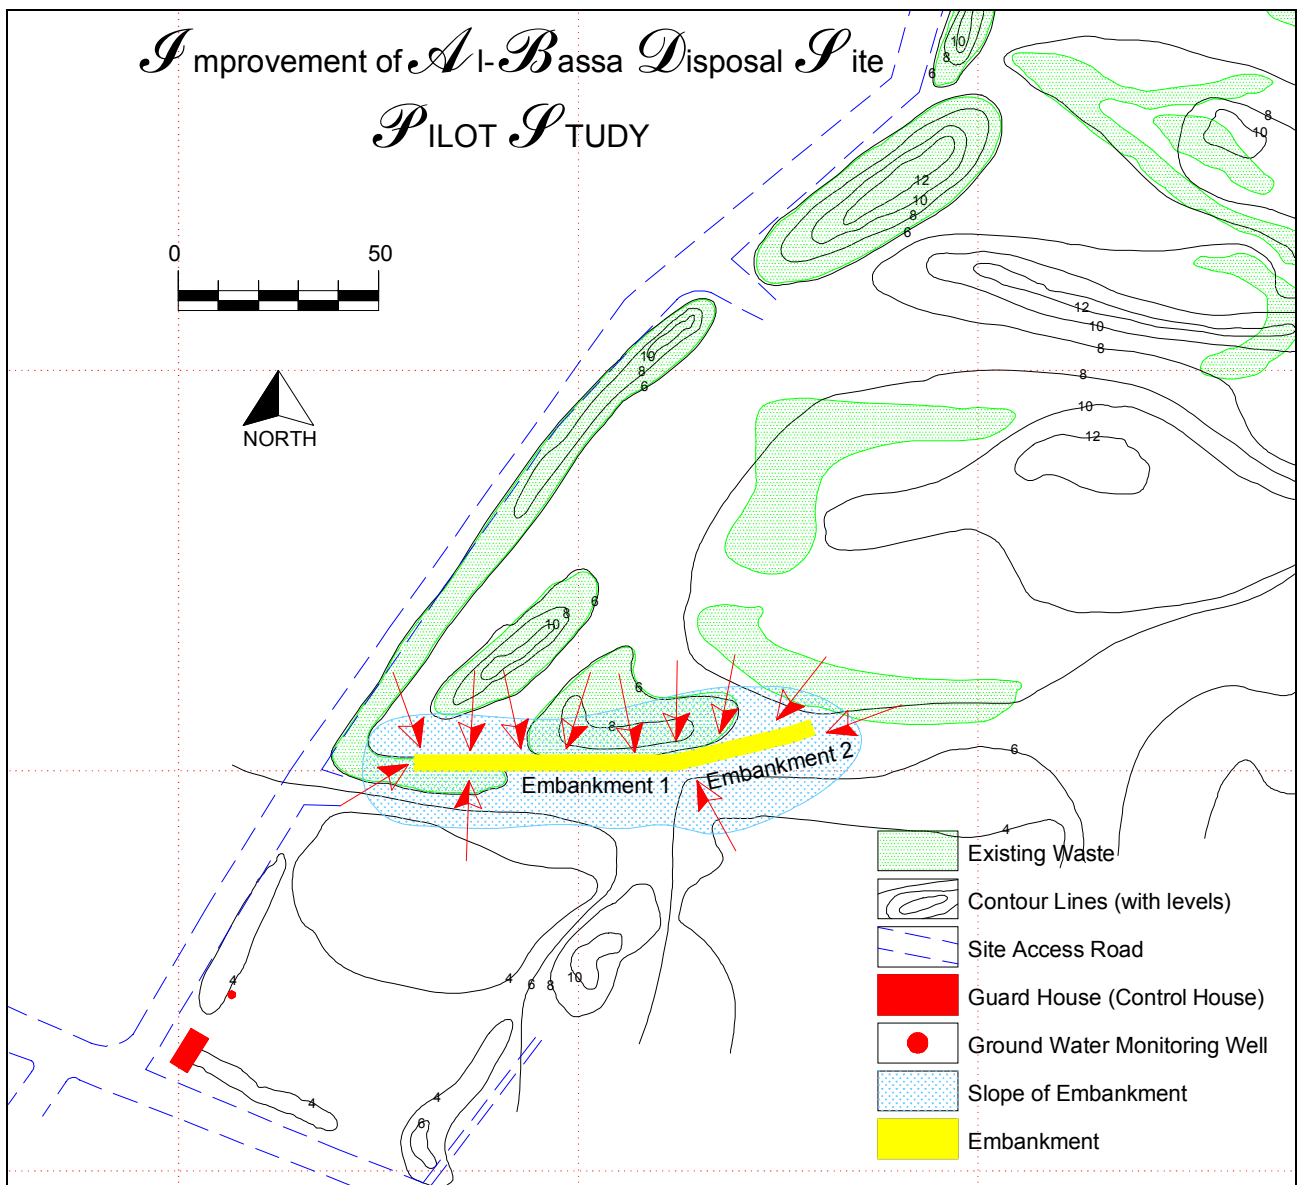 Improvement of Al-Bassa Disposal Site
PILOT STUDY
0 50
NORTH
10
8
6
12
10
8
6
8
10
12
10
8
8
10
12
10
8
6
6
8
10
6
8
Embankment 1
Embankment 2
6
4
4
4
6
8
10
4
4
6
Existing Waste
Contour Lines (with levels)
Site Access Road
Guard House (Control House)
Ground Water Monitoring Well
Slope of Embankment
Embankment